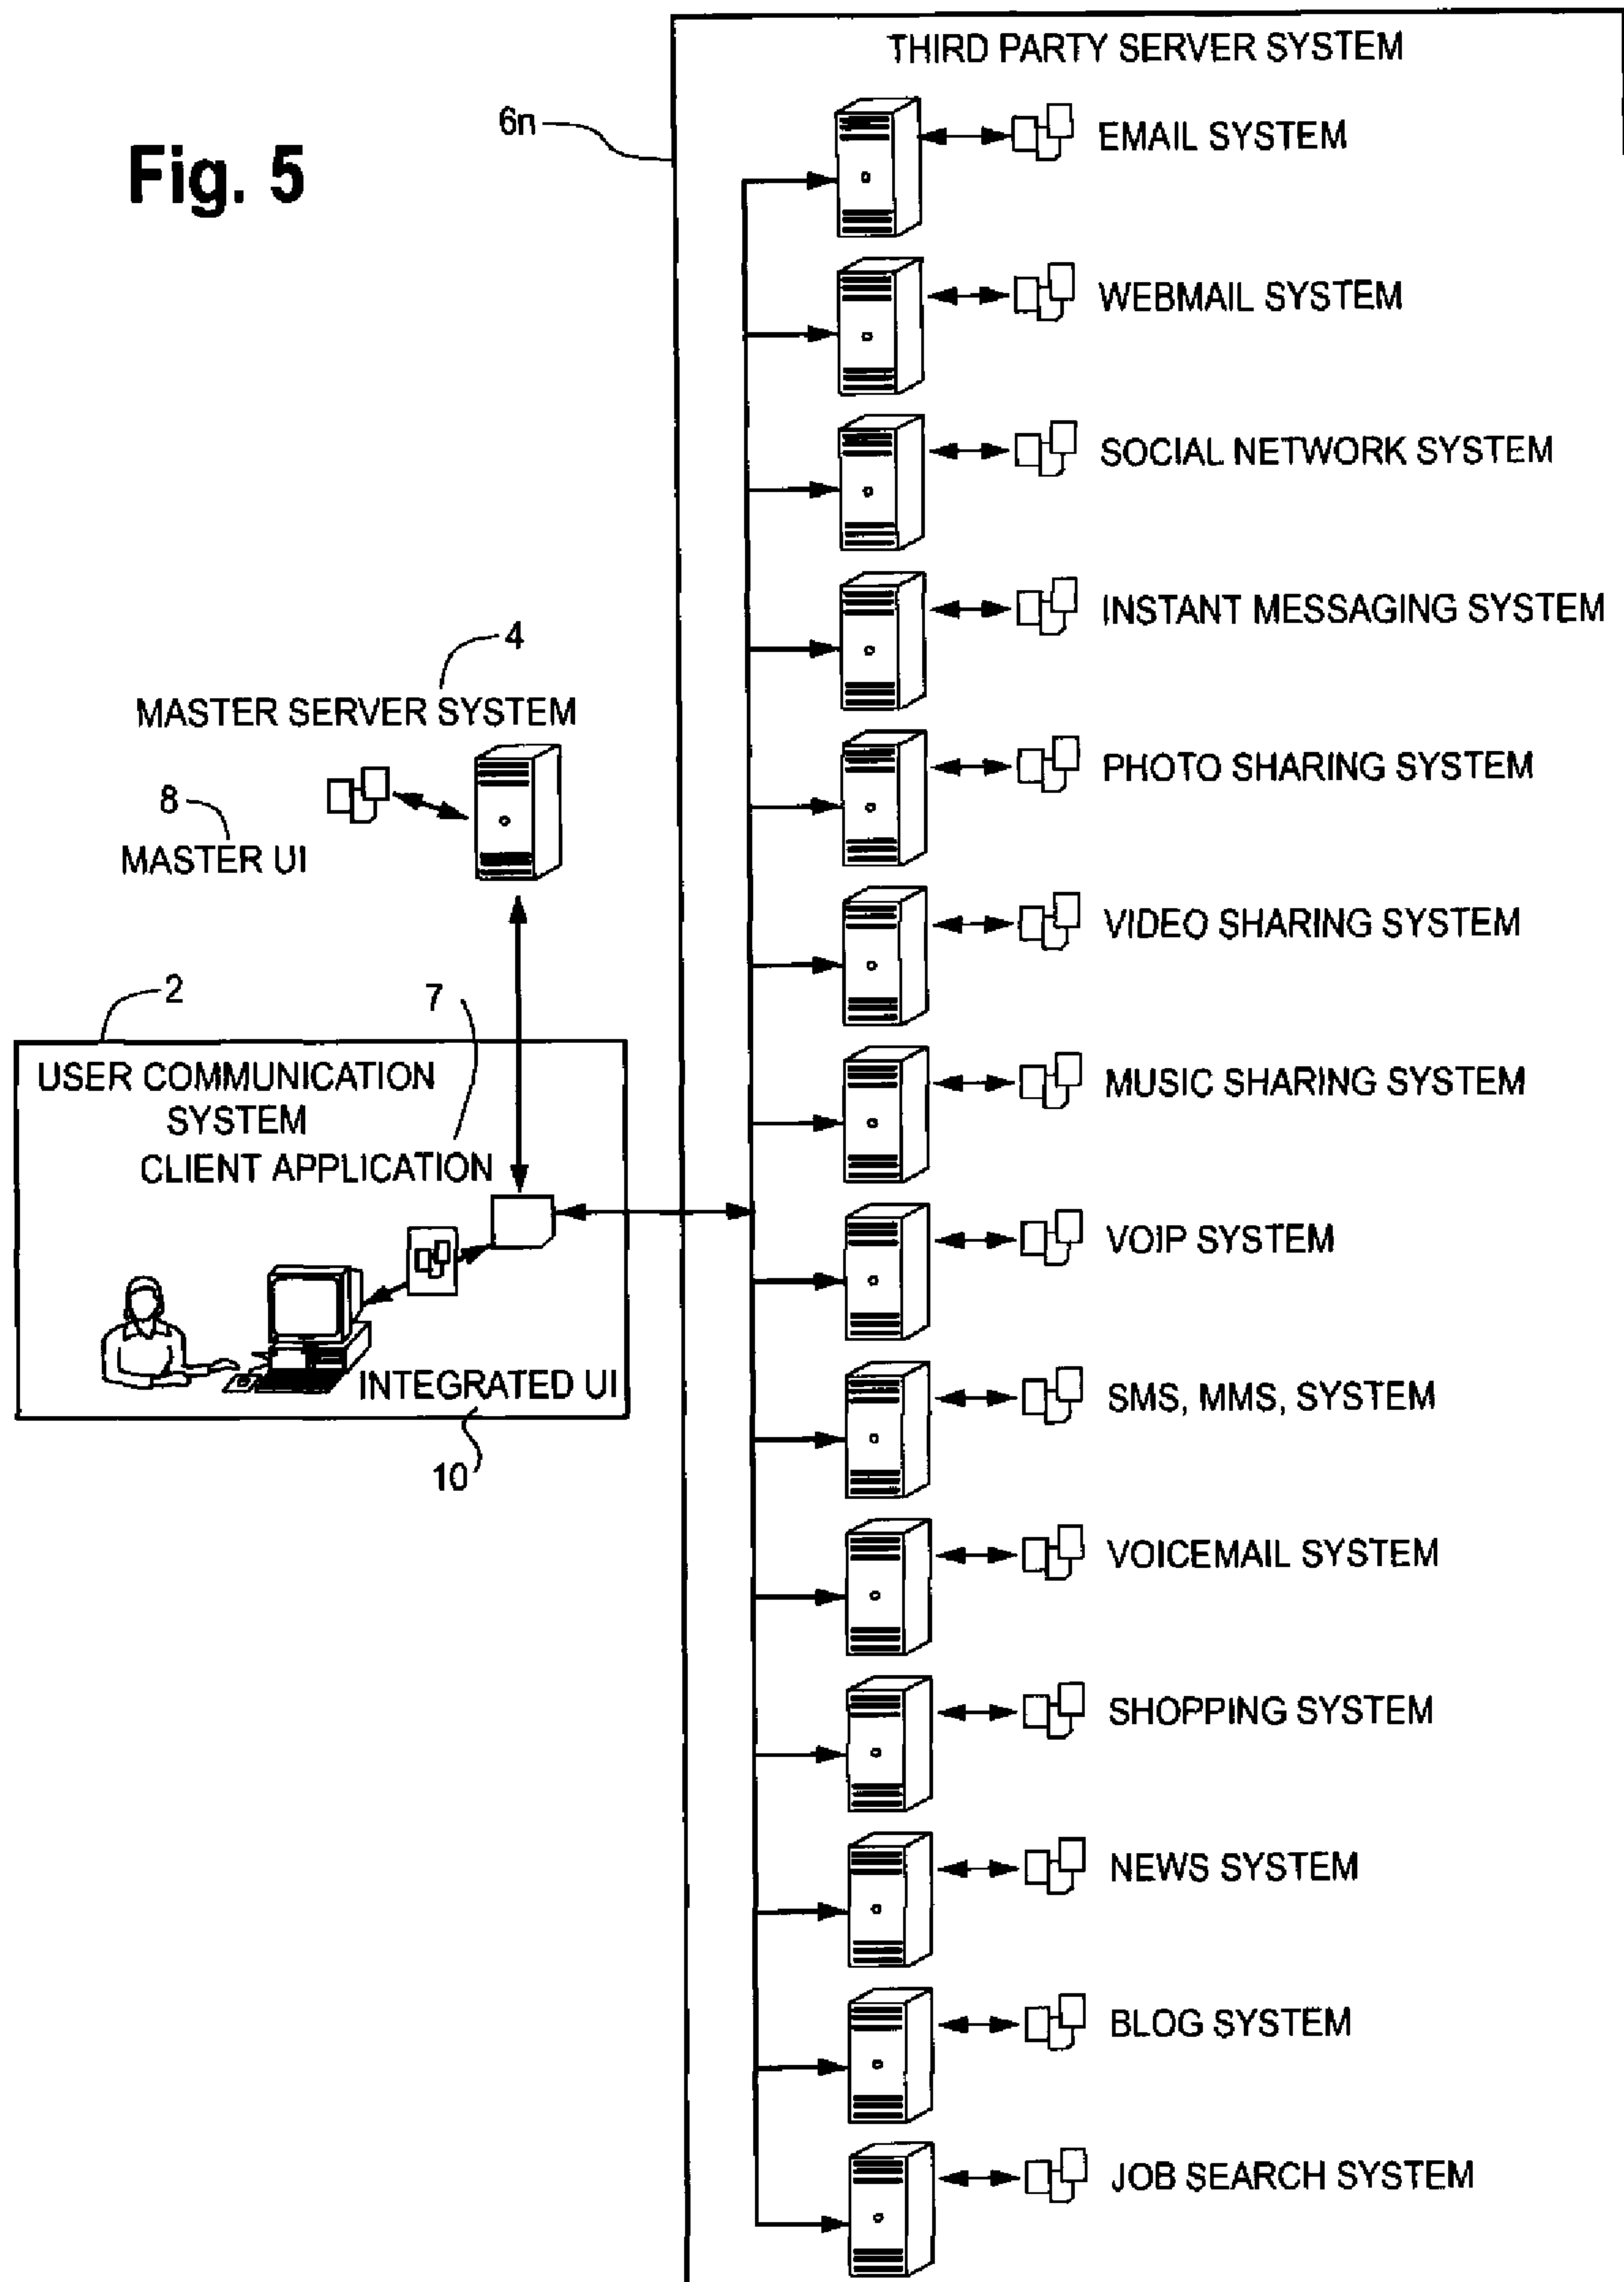 Fig. 5
THIRD PARTY SERVER SYSTEM
6n
EMAIL SYSTEM
WEBMAIL SYSTEM
SOCIAL NETWORK SYSTEM
INSTANT MESSAGING SYSTEM
PHOTO SHARING SYSTEM
VIDEO SHARING SYSTEM
MUSIC SHARING SYSTEM
VOIP SYSTEM
SMS, MMS, SYSTEM
VOICEMAIL SYSTEM
SHOPPING SYSTEM
NEWS SYSTEM
BLOG SYSTEM
JOB SEARCH SYSTEM
4
MASTER SERVER SYSTEM
8
MASTER UI
2
7
USER COMMUNICATION
SYSTEM
CLIENT APPLICATION
INTEGRATED UI
10